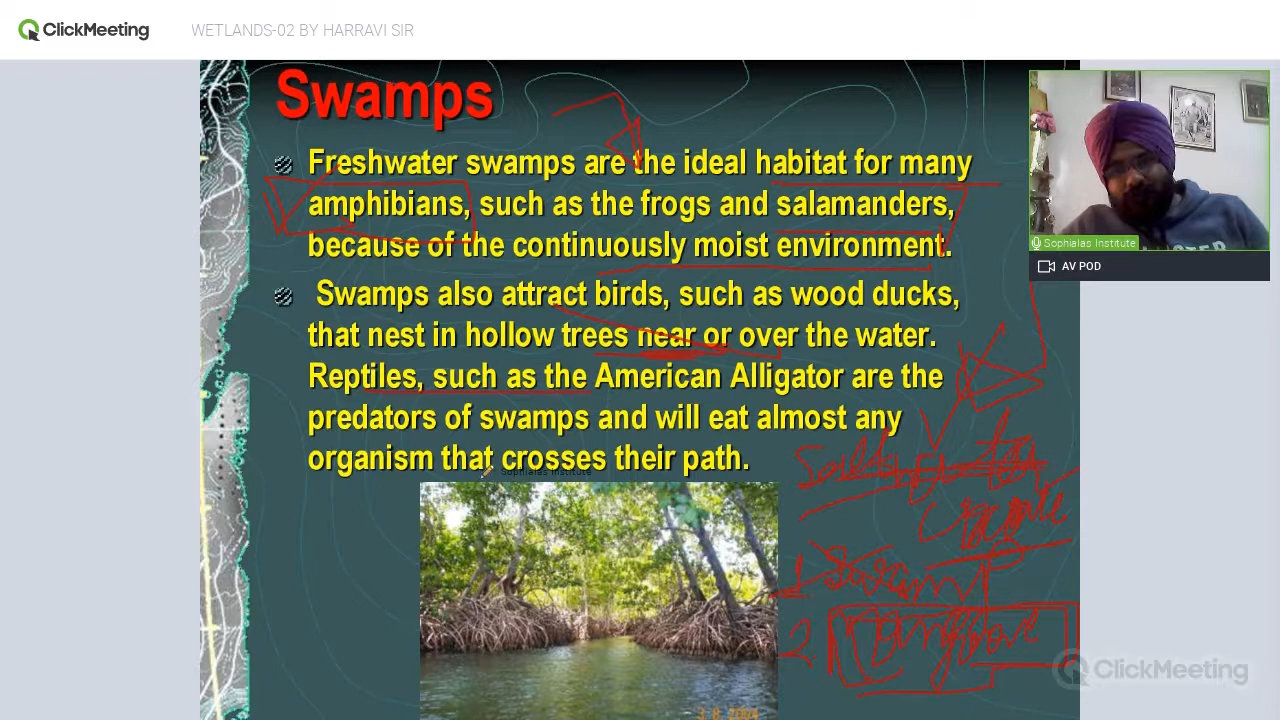 ClickMeeting
WETLANDS-02 BY HARRAVI SIR
Swamps
Freshwater swamps are the ideal habitat for many
amphibians, such as the frogs and salamanders,
because of the continuously moist environment.
Swamps also attract birds, such as wood ducks,
that nest in hollow trees near or over the water.
Reptiles, such as the American Alligator are the
predators of swamps and will eat almost any
organism that crosses their path.
Sophialas Institute
Sophialas Institute
AV POD
1 Swamp
2 Mangrove
ClickMeeting